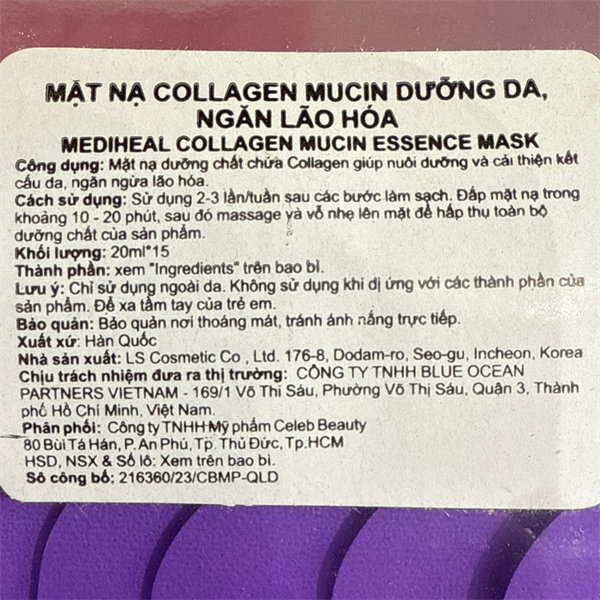 MẶT NẠ COLLAGEN MUCIN DƯỠNG DA,
NGĂN LÃO HÓA
MEDIHEAL COLLAGEN MUCIN ESSENCE MASK
Công dụng: Mặt nạ dưỡng chất chứa Collagen giúp nuôi dưỡng và cải thiện kết
cấu da, ngăn ngừa lão hóa.
Cách sử dụng: Sử dụng 2-3 lần/tuần sau các bước làm sạch. Đắp mặt nạ trong
khoảng 10 - 20 phút, sau đó massage và vỗ nhẹ lên mặt để hấp thụ toàn bộ
dưỡng chất của sản phẩm.
Khối lượng: 20ml*15
Thành phần: xem "Ingredients" trên bao bì.
Lưu ý: Chỉ sử dụng ngoài da. Không sử dụng khi dị ứng với các thành phần của
sản phẩm. Để xa tầm tay của trẻ em.
Bảo quản: Bảo quản nơi thoáng mát, tránh ánh nắng trực tiếp.
Xuất xứ: Hàn Quốc
Nhà sản xuất: LS Cosmetic Co , Ltd. 176-8, Dodam-ro, Seo-gu, Incheon, Korea
Chịu trách nhiệm đưa ra thị trường: CÔNG TY TNHH BLUE OCEAN
PARTNERS VIETNAM - 169/1 Võ Thi Sáu, Phường Võ Thị Sáu, Quận 3, Thành
phố Hồ Chí Minh, Việt Nam.
Phân phối: Công ty TNHH Mỹ phẩm Celeb Beauty
80 Bùi Tá Hán, P.An Phú, Tp. Thủ Đức, Tp.HCM
HSD, NSX & Số lô: Xem trên bao bì.
Số công bố: 216360/23/CBMP-QLD